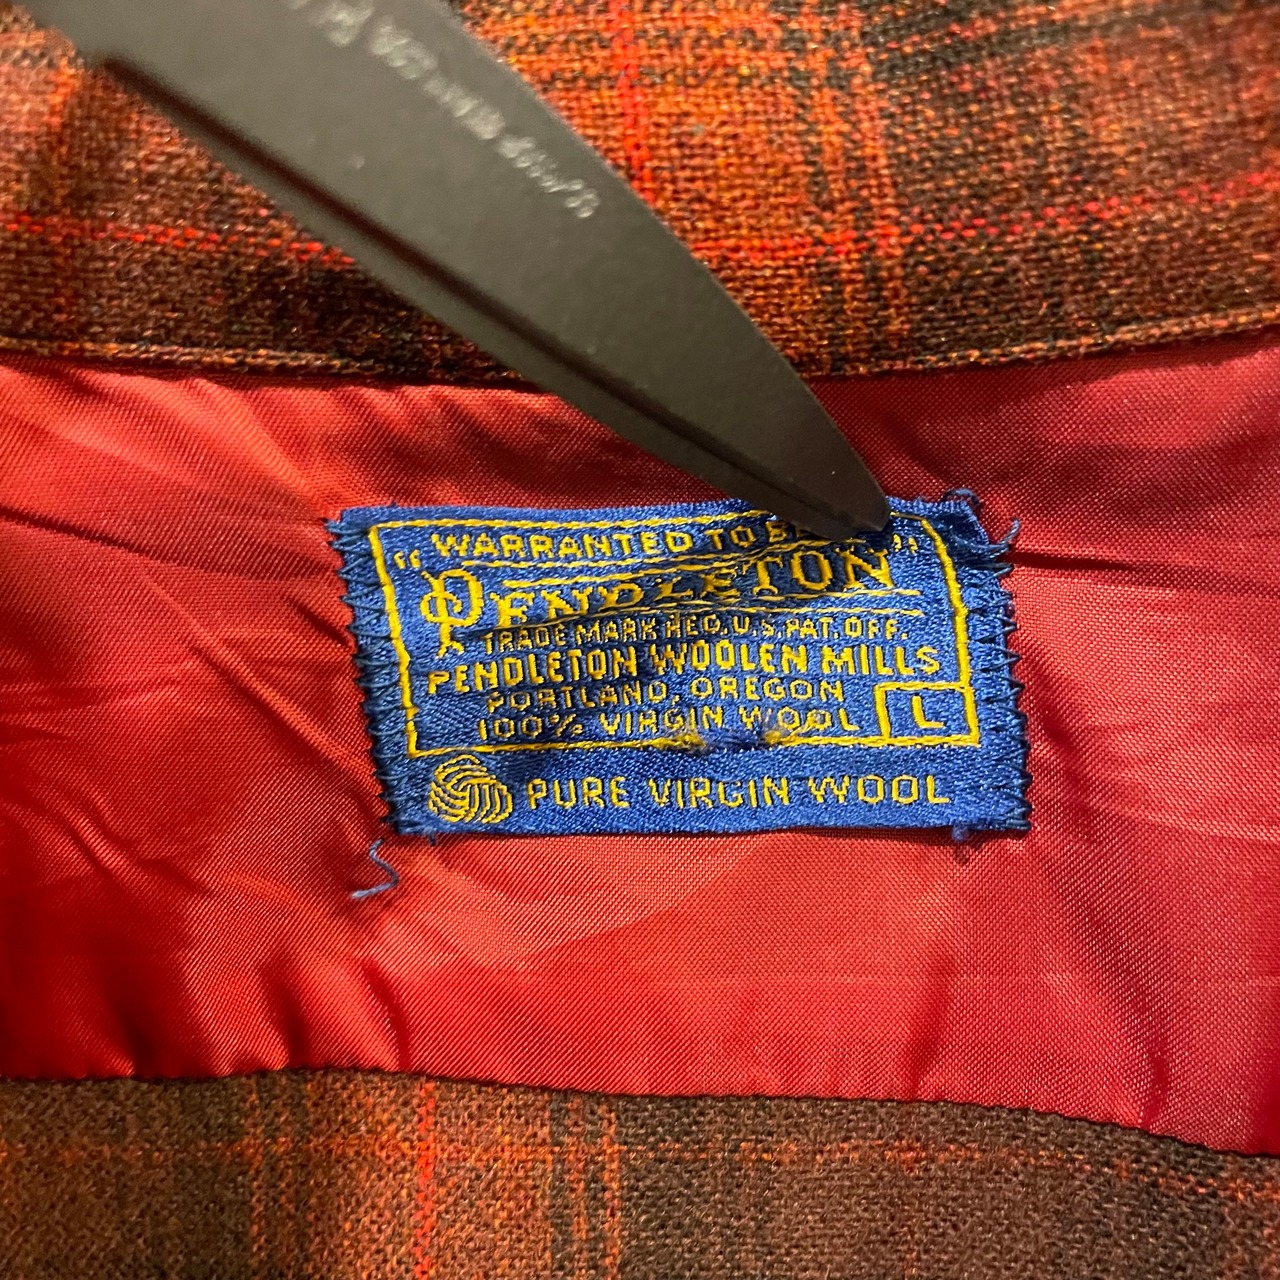 "WARRANTED TO BE
PENDLETON"
TRADE MARK REG. U.S. PAT. OFF.
PENDLETON WOOLEN MILLS
PORTLAND, OREGON
100% VIRGIN WOOL L
PURE VIRGIN WOOL